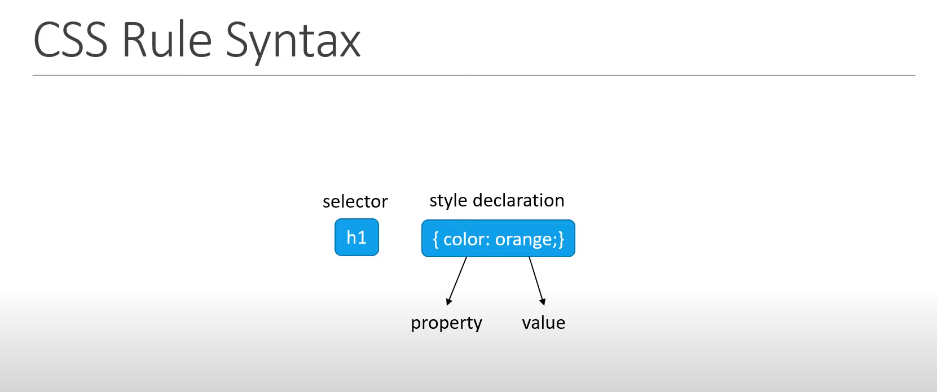 CSS Rule Syntax
selector
style declaration
h1
{ color: orange;}
property
value